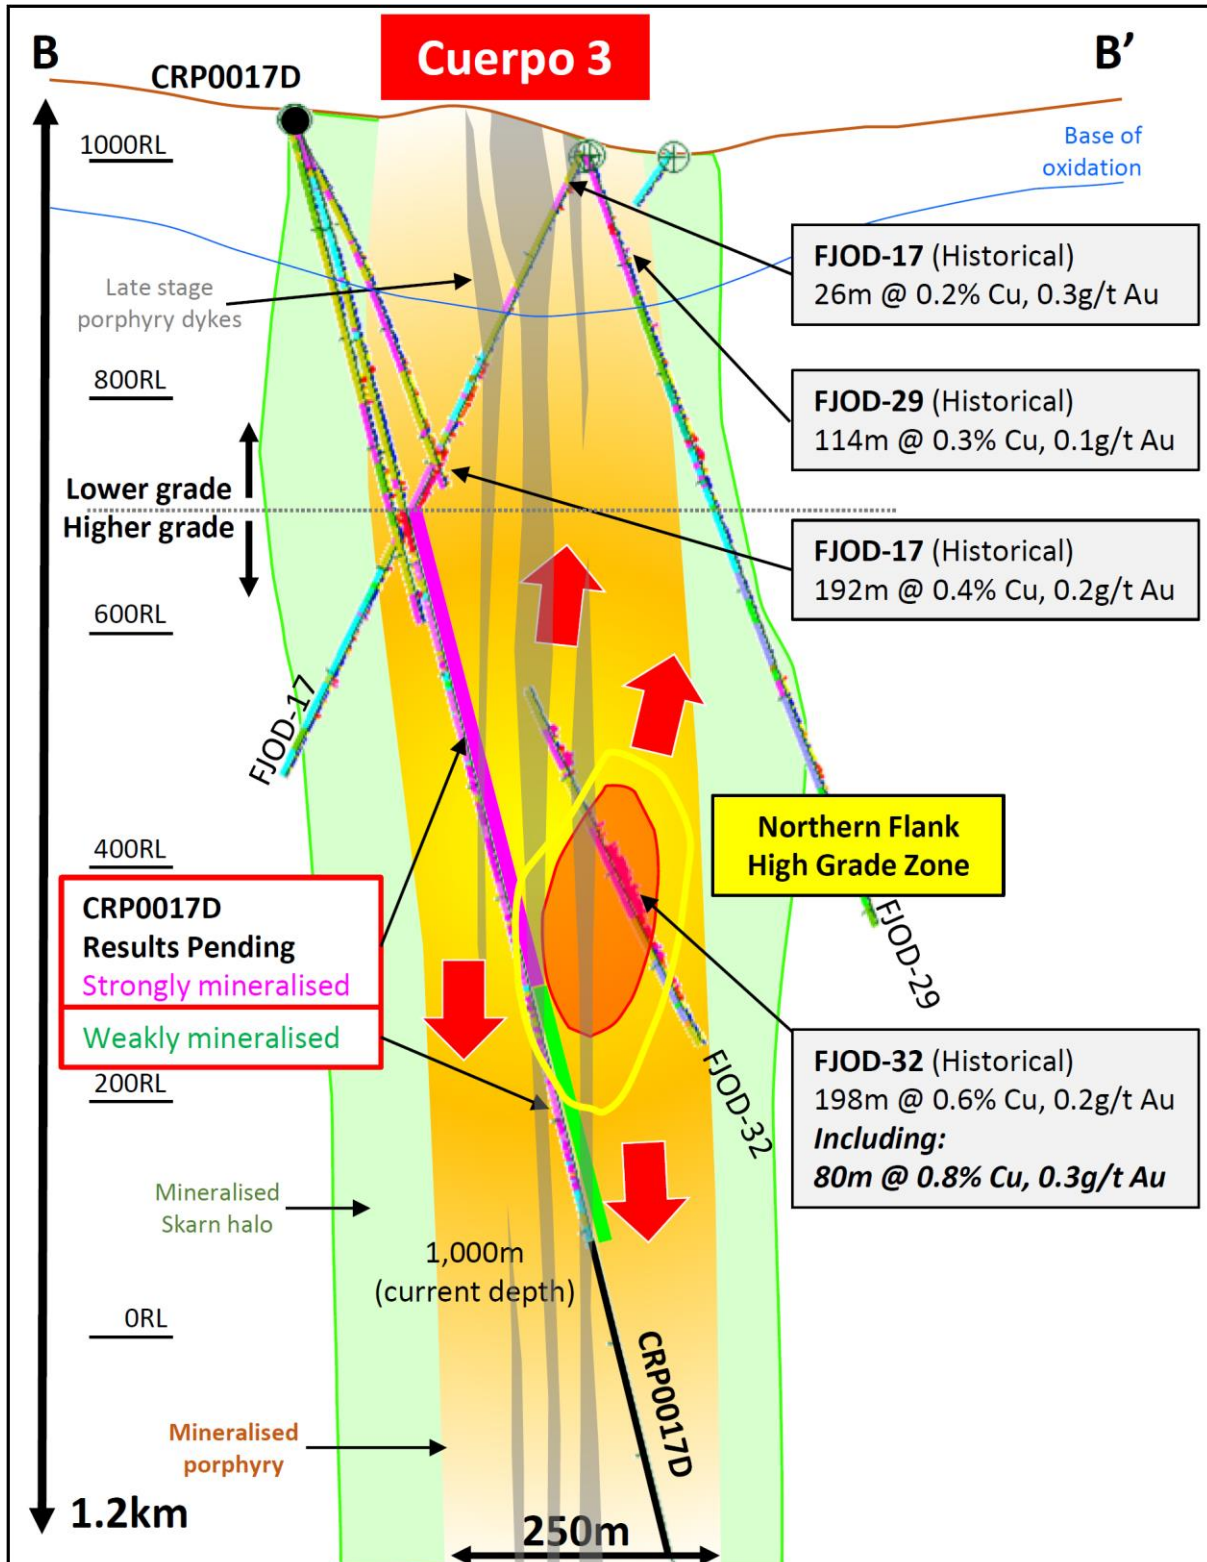 B
Cuerpo 3
B'
CRP0017D
1000RL
Base of
oxidation
FJOD-17 (Historical)
26m @ 0.2% Cu, 0.3g/t Au
Late stage
porphyry dykes
800RL
FJOD-29 (Historical)
114m @ 0.3% Cu, 0.1g/t Au
Lower grade
Higher grade
FJOD-17 (Historical)
192m @ 0.4% Cu, 0.2g/t Au
600RL
FJOD-17
Northern Flank
High Grade Zone
400RL
CRP0017D
Results Pending
Strongly mineralised
Weakly mineralised
FJOD-29
FJOD-32
200RL
FJOD-32 (Historical)
198m @ 0.6% Cu, 0.2g/t Au
Including:
80m @ 0.8% Cu, 0.3g/t Au
Mineralised
Skarn halo
1,000m
(current depth)
0RL
CRP0017D
Mineralised
porphyry
1.2km
250m